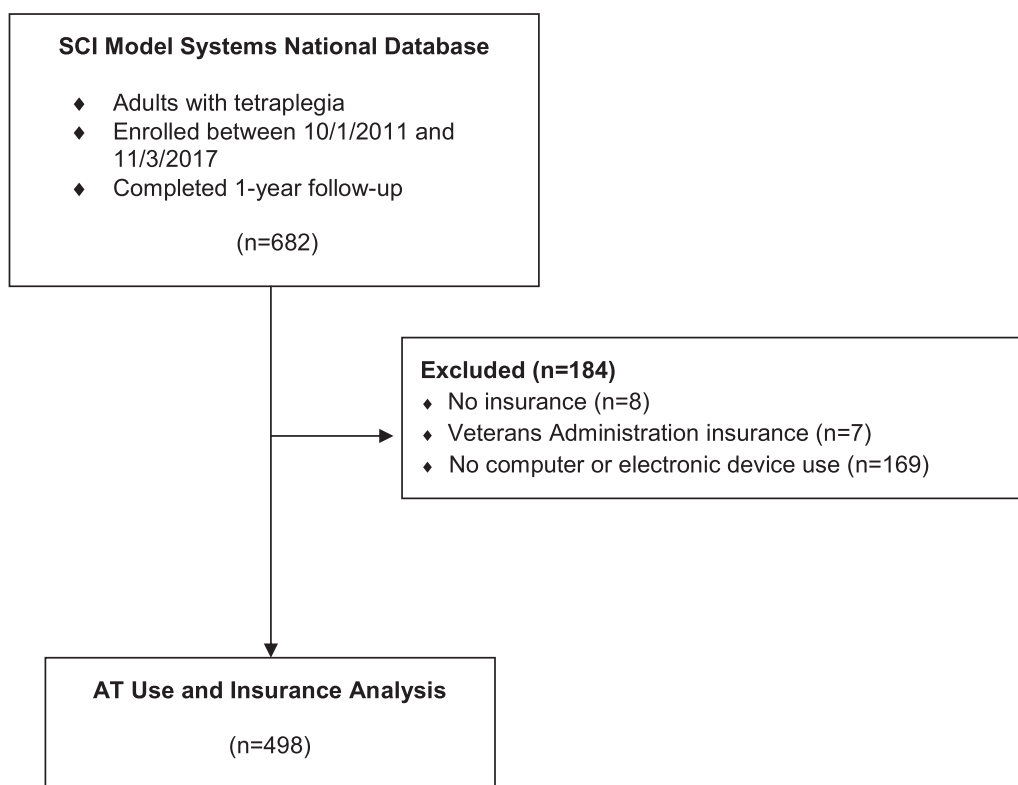 SCI Model Systems National Database
♦ Adults with tetraplegia
♦ Enrolled between 10/1/2011 and
11/3/2017
♦ Completed 1-year follow-up
(n=682)
Excluded (n=184)
♦ No insurance (n=8)
♦ Veterans Administration insurance (n=7)
♦ No computer or electronic device use (n=169)
AT Use and Insurance Analysis
(n=498)